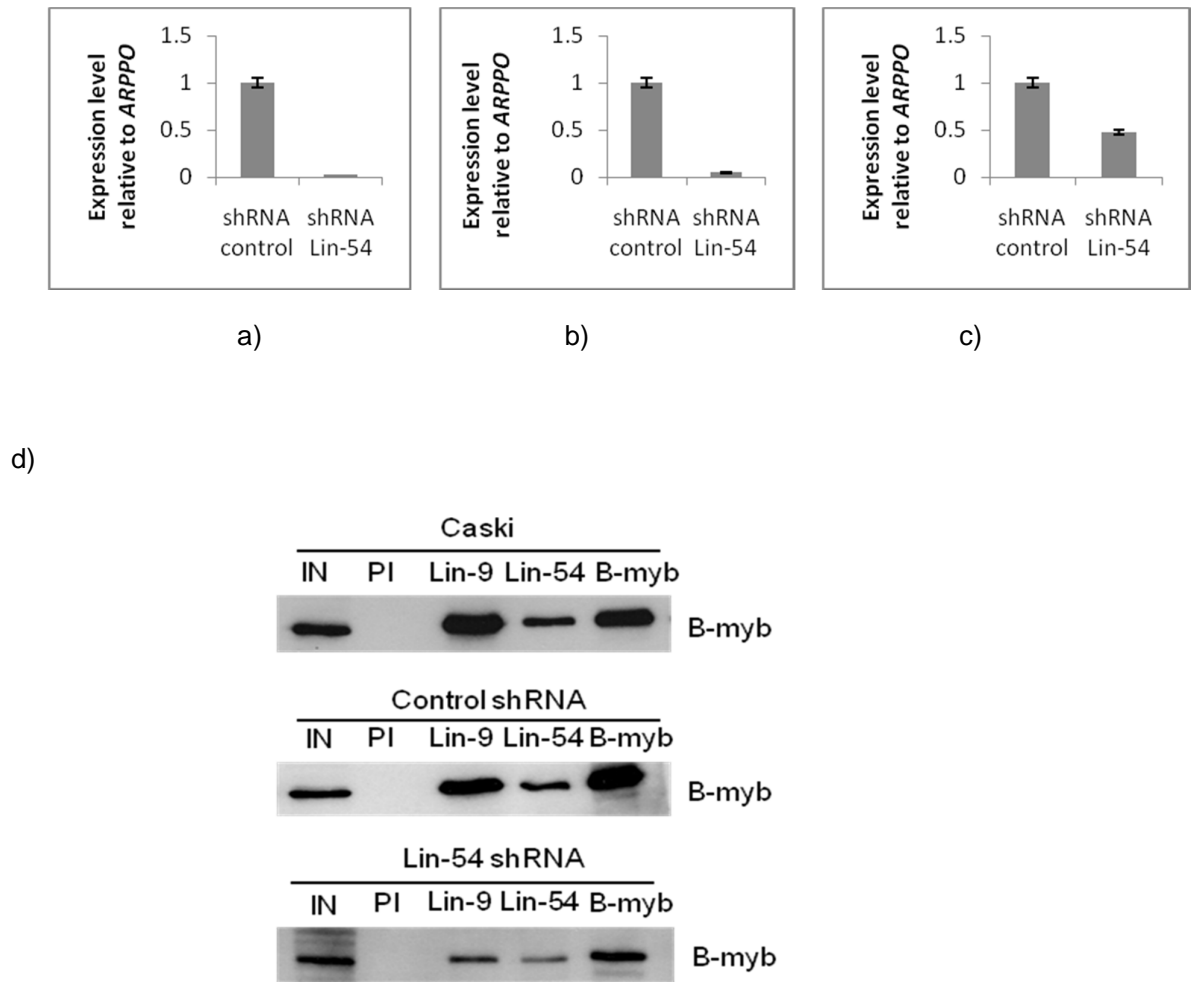 Expression level
relative to ARPPO
1.5
1
0.5
0
shRNA control
shRNA Lin-54
Expression level
relative to ARPPO
1.5
1
0.5
0
shRNA control
shRNA Lin-54
Expression level
relative to ARPPO
1.5
1
0.5
0
shRNA control
shRNA Lin-54
a) b) c)
d)
Caski
IN PI Lin-9 Lin-54 B-myb
B-myb
Control shRNA
IN PI Lin-9 Lin-54 B-myb
B-myb
Lin-54 shRNA
IN PI Lin-9 Lin-54 B-myb
B-myb